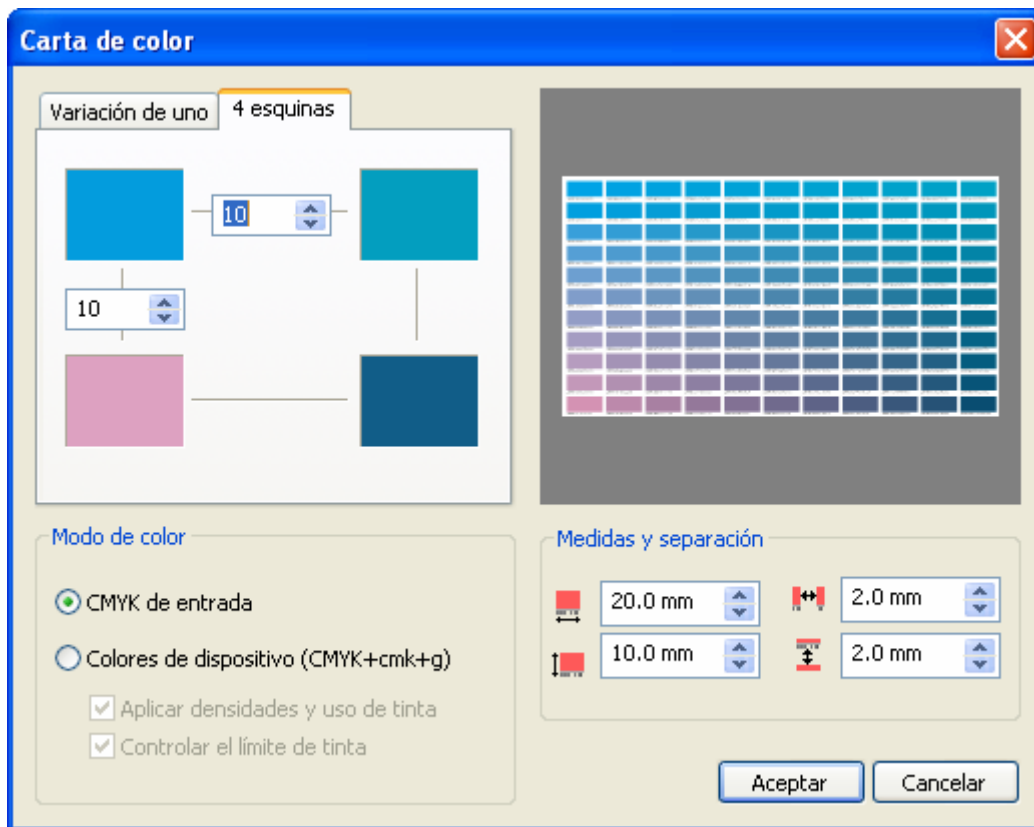 Carta de color
Variación de uno
4 esquinas
10
10
Modo de color
CMYK de entrada
Colores de dispositivo (CMYK+cmk+g)
Aplicar densidades y uso de tinta
Controlar el límite de tinta
Medidas y separación
20.0 mm
2.0 mm
10.0 mm
2.0 mm
Aceptar
Cancelar